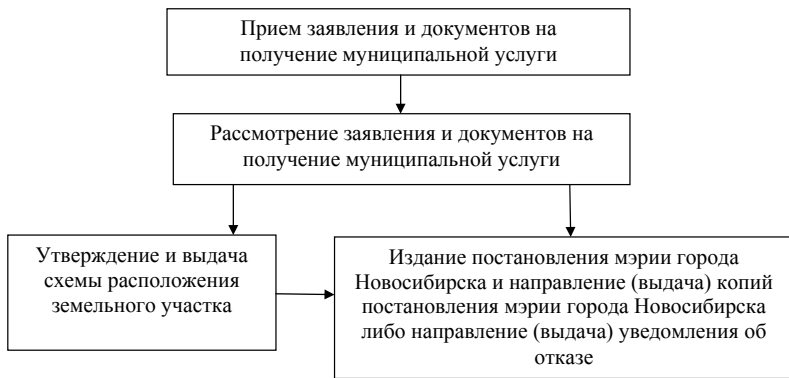 Прием заявления и документов на
получение муниципальной услуги
Рассмотрение заявления и документов на
получение муниципальной услуги
Утверждение и выдача
схемы расположения
земельного участка
Издание постановления мэрии города
Новосибирска и направление (выдача) копий
постановления мэрии города Новосибирска
либо направление (выдача) уведомления об
отказе